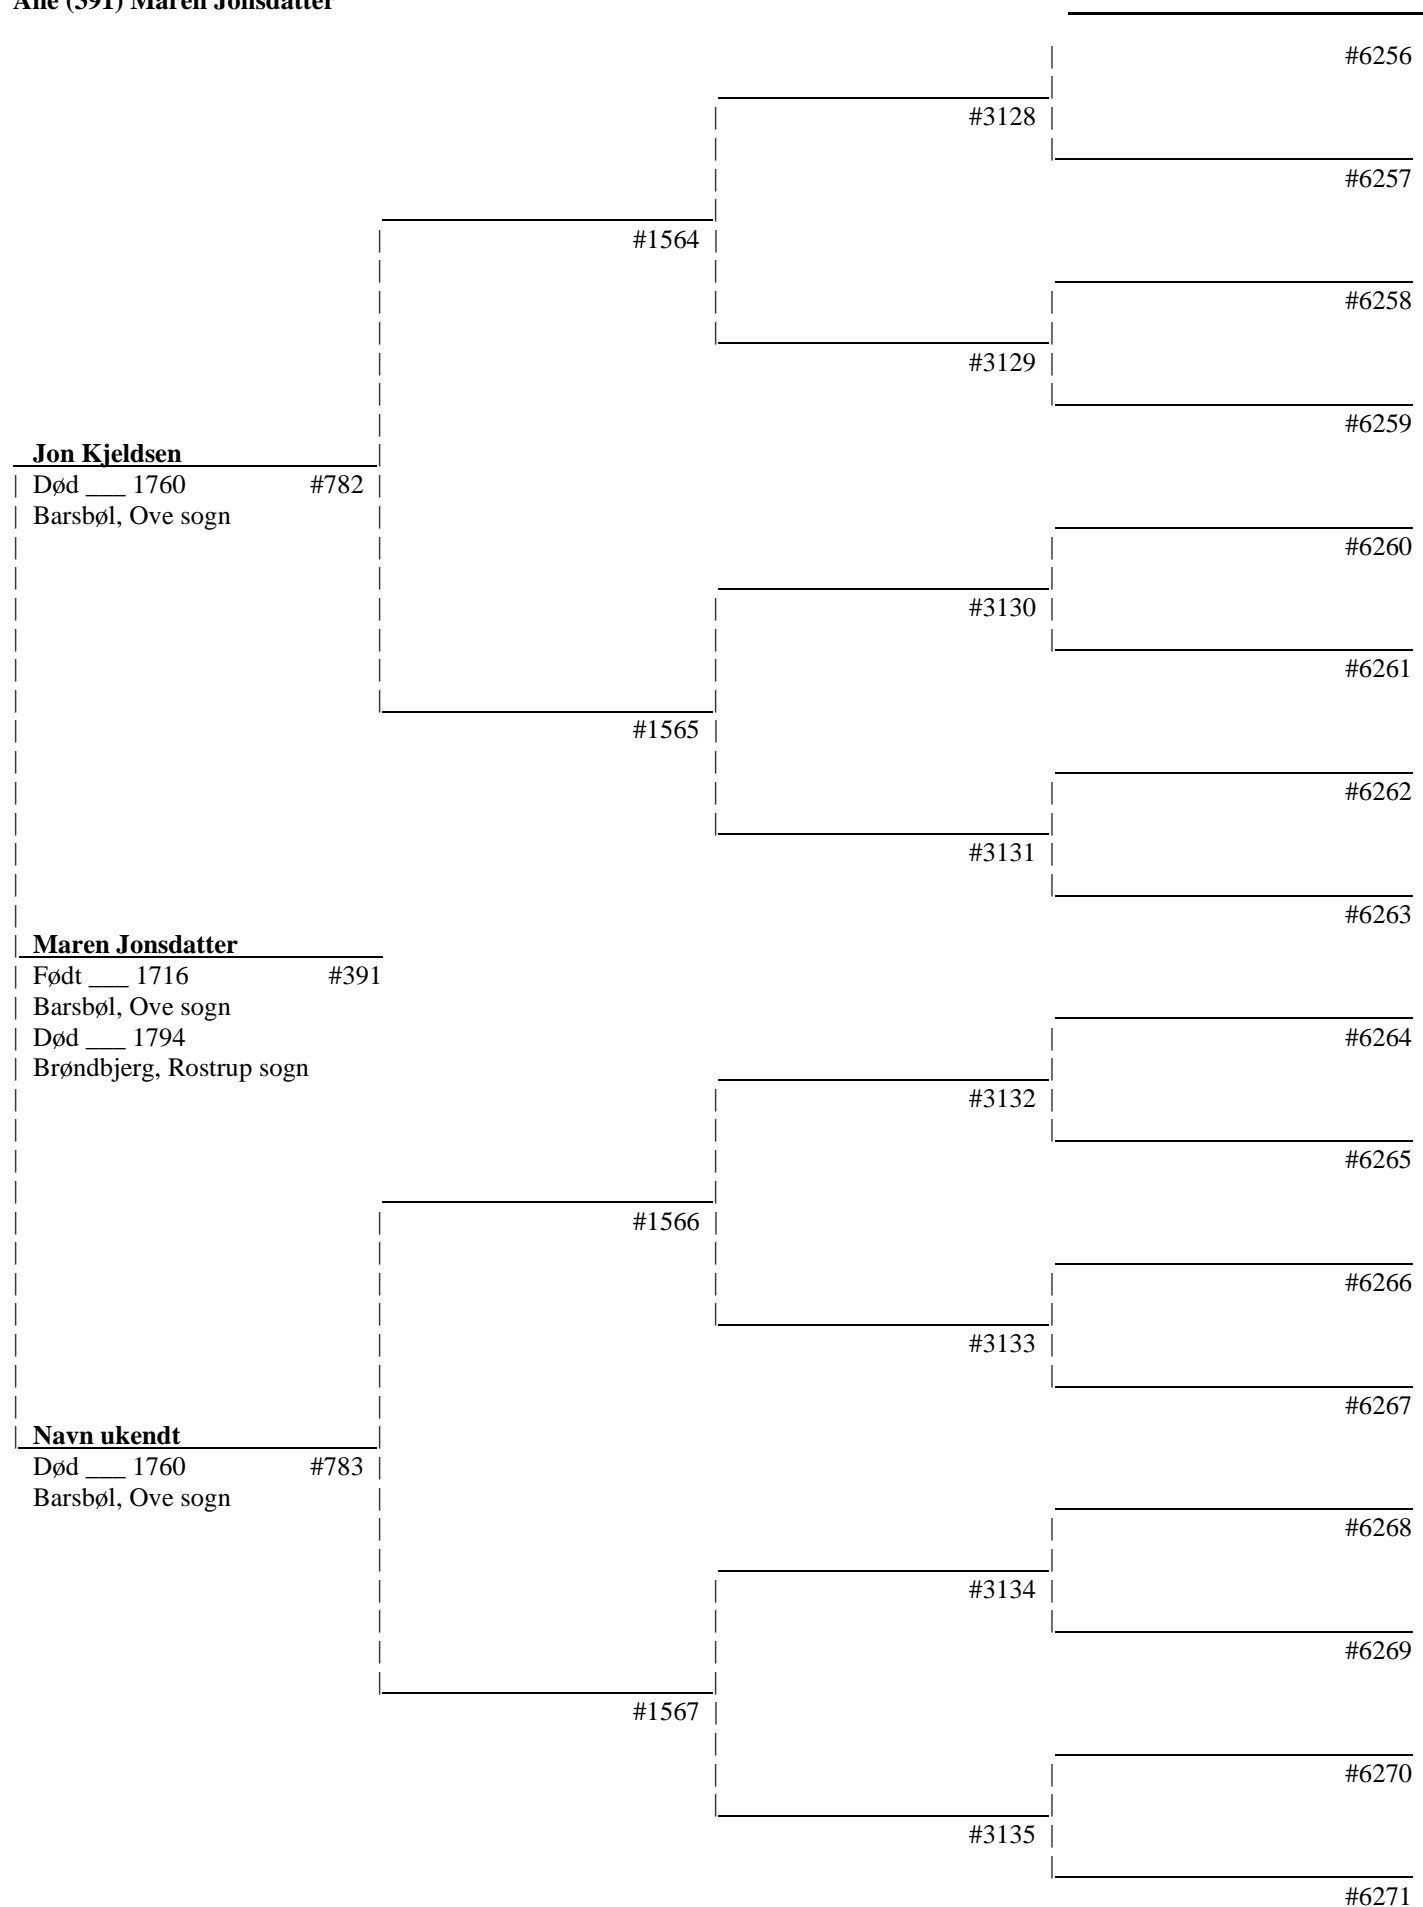 Ane (391) Maren Jonsdatter
#6256
#3128
#6257
#1564
#6258
#3129
#6259
Jon Kjeldsen
Død ___ 1760 #782
Barsbøl, Ove sogn
#6260
#3130
#6261
#1565
#6262
#3131
#6263
Maren Jonsdatter
Født ___ 1716 #391
Barsbøl, Ove sogn
Død ___ 1794
Brøndbjerg, Rostrup sogn
#6264
#3132
#6265
#1566
#6266
#3133
#6267
Navn ukendt
Død ___ 1760 #783
Barsbøl, Ove sogn
#6268
#3134
#6269
#1567
#6270
#3135
#6271